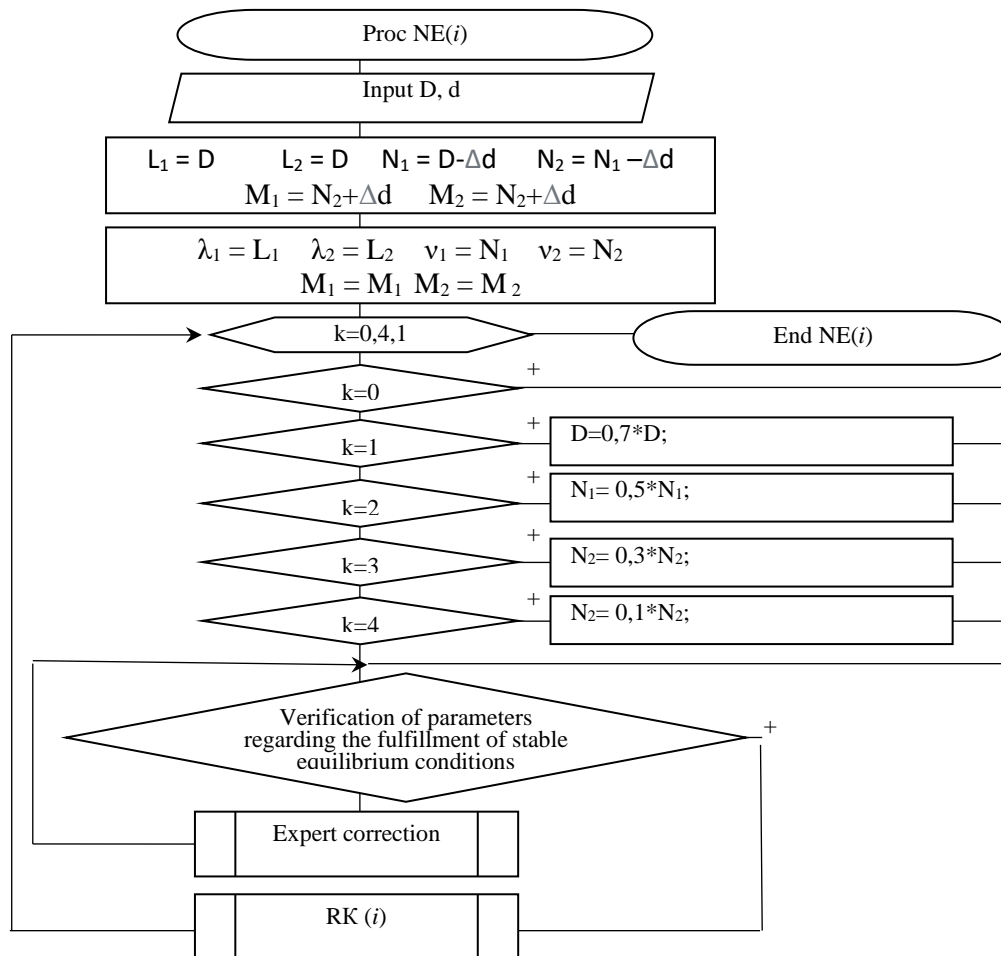 Proc NE(i)
Input D, d
L₁ = D L₂ = D N₁ = D-Δd N₂ = N₁ –Δd
M₁ = N₂+Δd M₂ = N₂+Δd
λ₁ = L₁ λ₂ = L₂ ν₁ = N₁ ν₂ = N₂
M₁ = M₁ M₂ = M₂
k=0,4,1
End NE(i)
k=0
+
k=1
+
D=0,7*D;
k=2
+
N₁= 0,5*N₁;
k=3
+
N₂= 0,3*N₂;
k=4
+
N₂= 0,1*N₂;
Verification of parameters
regarding the fulfillment of stable
equilibrium conditions
+
Expert correction
RK (i)